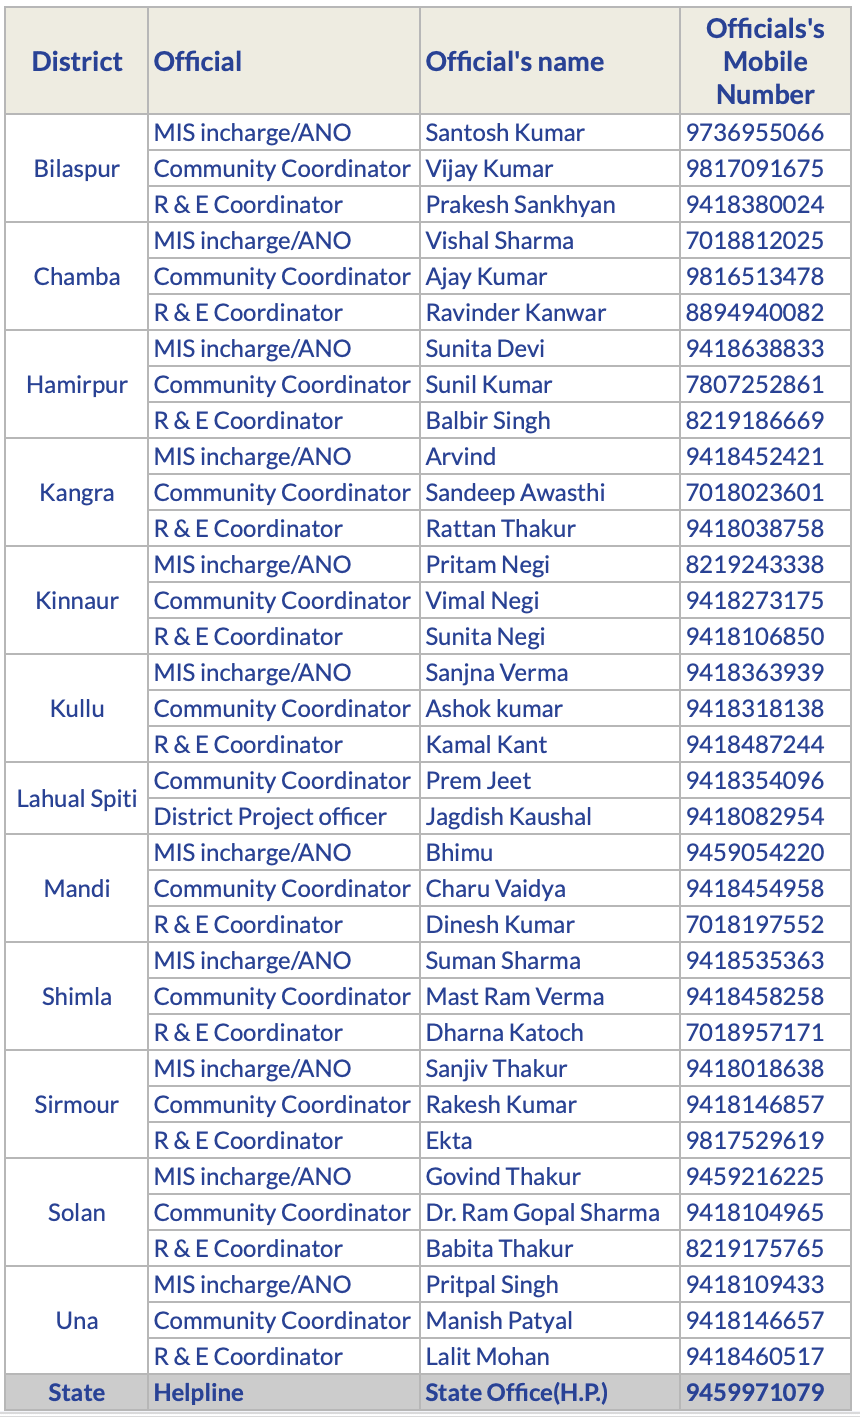 District Official Official's name Officials's Mobile Number
Bilaspur MIS incharge/ANO Santosh Kumar 9736955066
Community Coordinator Vijay Kumar 9817091675
R & E Coordinator Prakesh Sankhyan 9418380024
Chamba MIS incharge/ANO Vishal Sharma 7018812025
Community Coordinator Ajay Kumar 9816513478
R & E Coordinator Ravinder Kanwar 8894940082
Hamirpur MIS incharge/ANO Sunita Devi 9418638833
Community Coordinator Sunil Kumar 7807252861
R & E Coordinator Balbir Singh 8219186669
Kangra MIS incharge/ANO Arvind 9418452421
Community Coordinator Sandeep Awasthi 7018023601
R & E Coordinator Rattan Thakur 9418038758
Kinnaur MIS incharge/ANO Pritam Negi 8219243338
Community Coordinator Vimal Negi 9418273175
R & E Coordinator Sunita Negi 9418106850
Kullu MIS incharge/ANO Sanjna Verma 9418363939
Community Coordinator Ashok kumar 9418318138
R & E Coordinator Kamal Kant 9418487244
Lahual Spiti Community Coordinator Prem Jeet 9418354096
District Project officer Jagdish Kaushal 9418082954
Mandi MIS incharge/ANO Bhimu 9459054220
Community Coordinator Charu Vaidya 9418454958
R & E Coordinator Dinesh Kumar 7018197552
Shimla MIS incharge/ANO Suman Sharma 9418535363
Community Coordinator Mast Ram Verma 9418458258
R & E Coordinator Dharna Katoch 7018957171
Sirmour MIS incharge/ANO Sanjiv Thakur 9418018638
Community Coordinator Rakesh Kumar 9418146857
R & E Coordinator Ekta 9817529619
Solan MIS incharge/ANO Govind Thakur 9459216225
Community Coordinator Dr. Ram Gopal Sharma 9418104965
R & E Coordinator Babita Thakur 8219175765
Una MIS incharge/ANO Pritpal Singh 9418109433
Community Coordinator Manish Patyal 9418146657
R & E Coordinator Lalit Mohan 9418460517
State Helpline State Office(H.P.) 9459971079